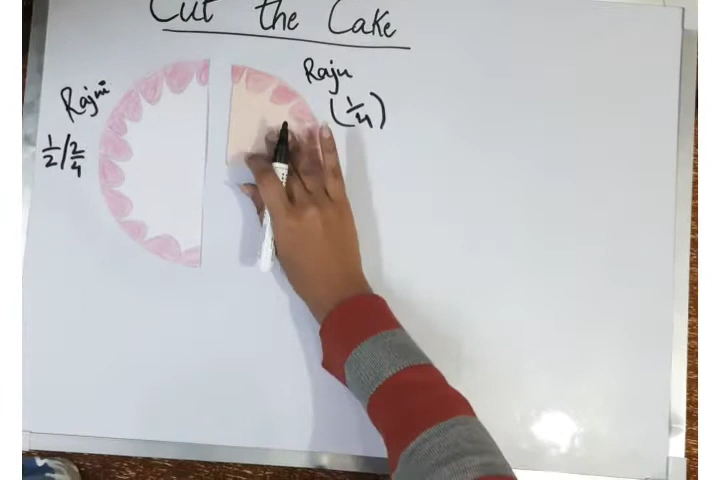 Cut the Cake
Rajni
1/2 / 2/4
Raju
(1/4)